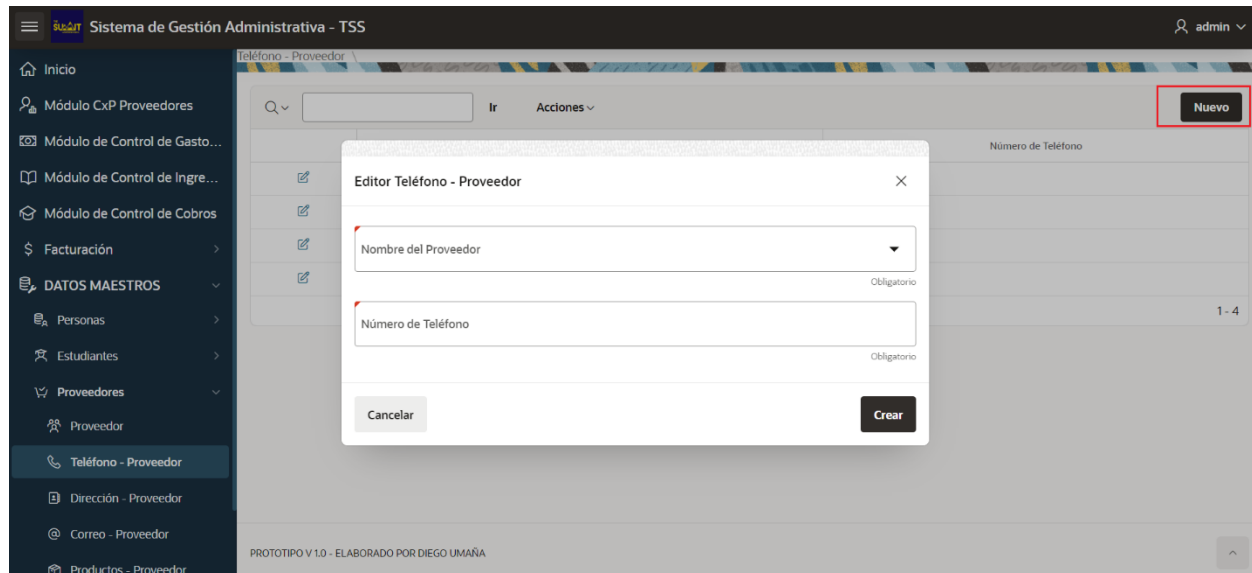 SUMMIT Sistema de Gestión Administrativa - TSS
admin
Inicio
Módulo CxP Proveedores
Módulo de Control de Gasto...
Módulo de Control de Ingre...
Módulo de Control de Cobros
$ Facturación
DATOS MAESTROS
Personas
Estudiantes
Proveedores
Proveedor
Teléfono - Proveedor
Dirección - Proveedor
Correo - Proveedor
Productos - Proveedor
Teléfono - Proveedor \
Ir
Acciones
Nuevo
Número de Teléfono
1 - 4
Editor Teléfono - Proveedor
Nombre del Proveedor
Obligatorio
Número de Teléfono
Obligatorio
Cancelar
Crear
PROTOTIPO V 1.0 - ELABORADO POR DIEGO UMAÑA